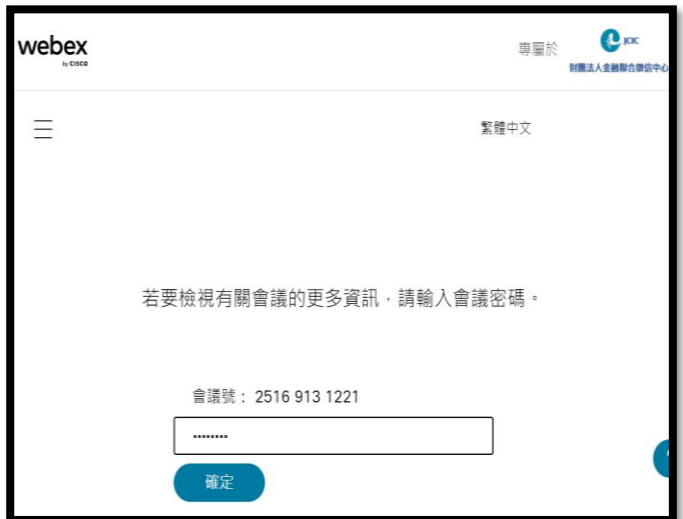 webex
by CISCO
專屬於
JCIC
財團法人金融聯合徵信中心
繁體中文
若要檢視有關會議的更多資訊，請輸入會議密碼。
會議號： 2516 913 1221
........
確定